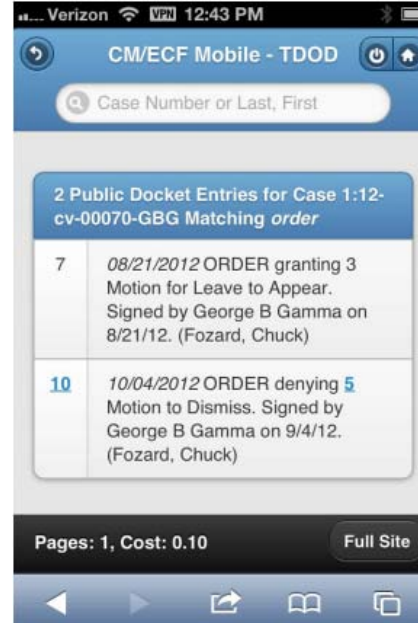 Verizon VPN 12:43 PM
CM/ECF Mobile - TDOD
Case Number or Last, First
2 Public Docket Entries for Case 1:12-
cv-00070-GBG Matching order
7 08/21/2012 ORDER granting 3
Motion for Leave to Appear.
Signed by George B Gamma on
8/21/12. (Fozard, Chuck)
10 10/04/2012 ORDER denying 5
Motion to Dismiss. Signed by
George B Gamma on 9/4/12.
(Fozard, Chuck)
Pages: 1, Cost: 0.10 Full Site